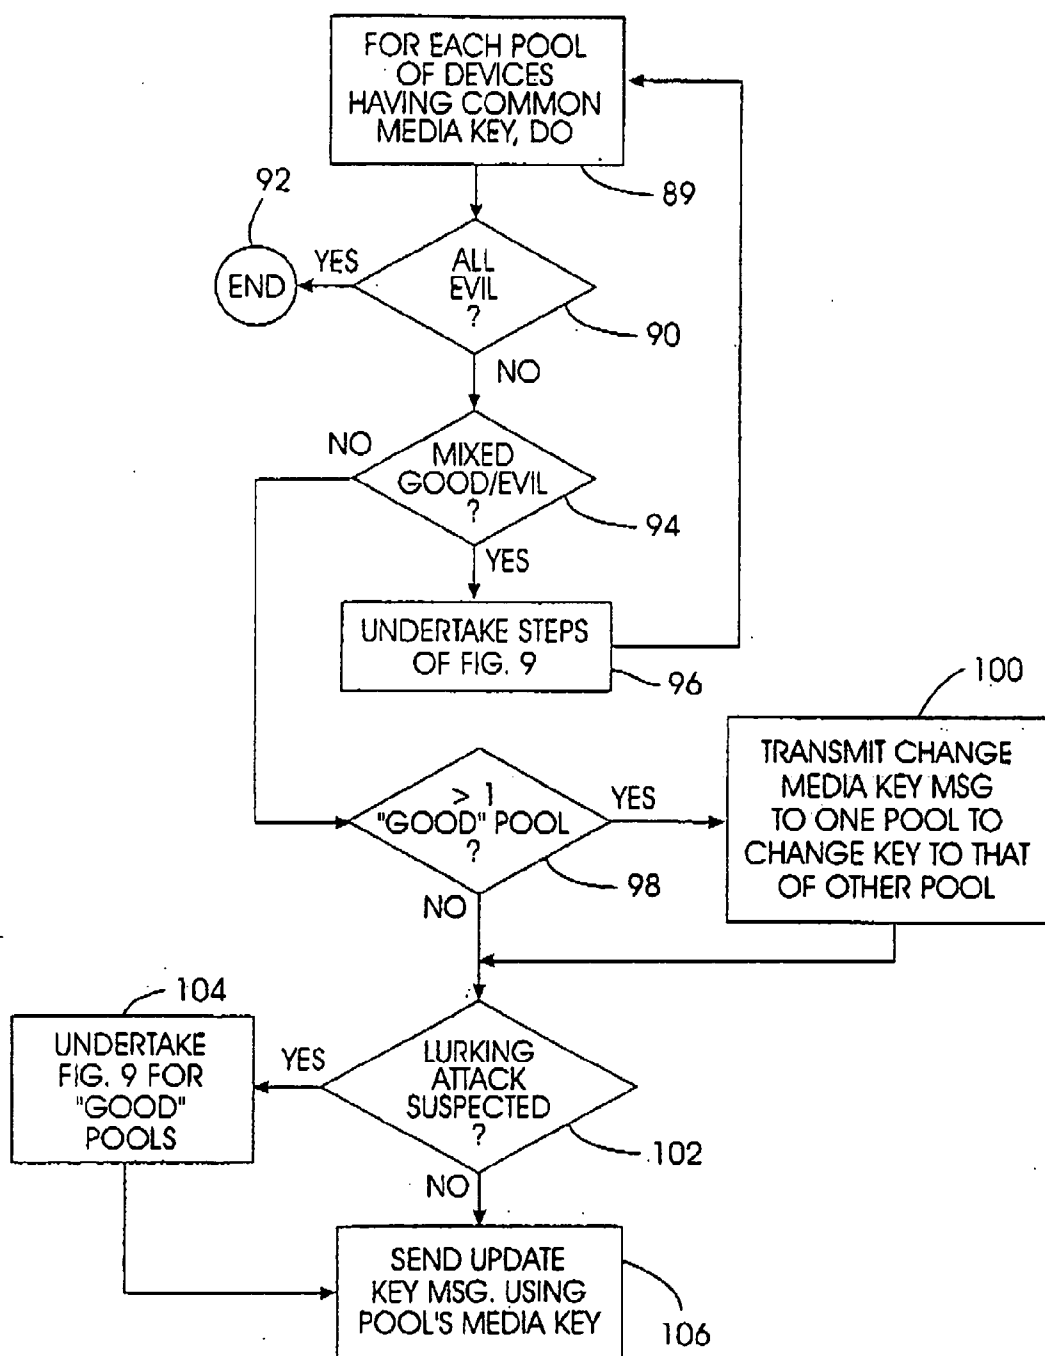 FOR EACH POOL
OF DEVICES
HAVING COMMON
MEDIA KEY, DO
89
92
END
YES
ALL
EVIL
?
90
NO
NO
MIXED
GOOD/EVIL
?
94
YES
UNDERTAKE STEPS
OF FIG. 9
96
100
TRANSMIT CHANGE
MEDIA KEY MSG
TO ONE POOL TO
CHANGE KEY TO THAT
OF OTHER POOL
> 1
"GOOD" POOL
?
YES
98
NO
104
UNDERTAKE
FIG. 9 FOR
"GOOD"
POOLS
YES
LURKING
ATTACK
SUSPECTED
?
102
NO
SEND UPDATE
KEY MSG. USING
POOL'S MEDIA KEY
106